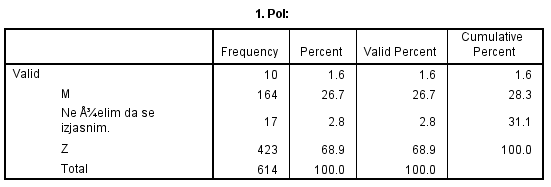 1. Pol:
Frequency Percent Valid Percent Cumulative Percent
Valid 10 1.6 1.6 1.6
M 164 26.7 26.7 28.3
Ne Å¾elim da se
izjasnim. 17 2.8 2.8 31.1
Z 423 68.9 68.9 100.0
Total 614 100.0 100.0